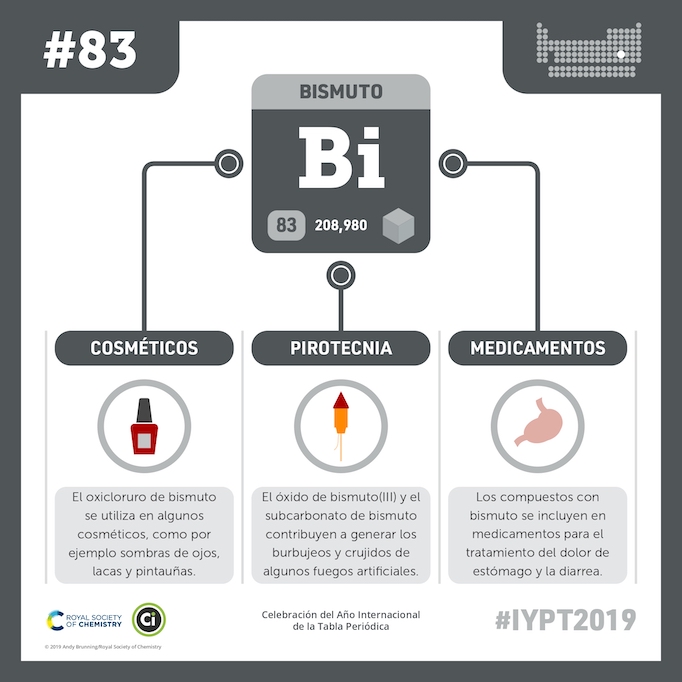 #83
BISMUTO
Bi
83 208,980
COSMÉTICOS
El oxicloruro de bismuto
se utiliza en algunos
cosméticos, como por
ejemplo sombras de ojos,
lacas y pintauñas.
PIROTECNIA
El óxido de bismuto(III) y el
subcarbonato de bismuto
contribuyen a generar los
burbujeos y crujidos de
algunos fuegos artificiales.
MEDICAMENTOS
Los compuestos con
bismuto se incluyen en
medicamentos para el
tratamiento del dolor de
estómago y la diarrea.
ROYAL SOCIETY
OF CHEMISTRY
Ci
© 2019 Andy Brunning/Royal Society of Chemistry
Celebración del Año Internacional
de la Tabla Periódica
#IYPT2019